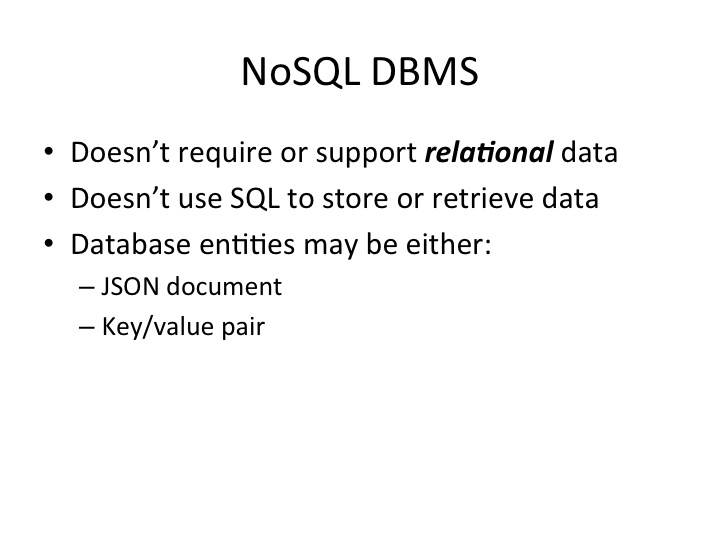 NoSQL DBMS
• Doesn’t require or support relational data
• Doesn’t use SQL to store or retrieve data
• Database entities may be either:
– JSON document
– Key/value pair